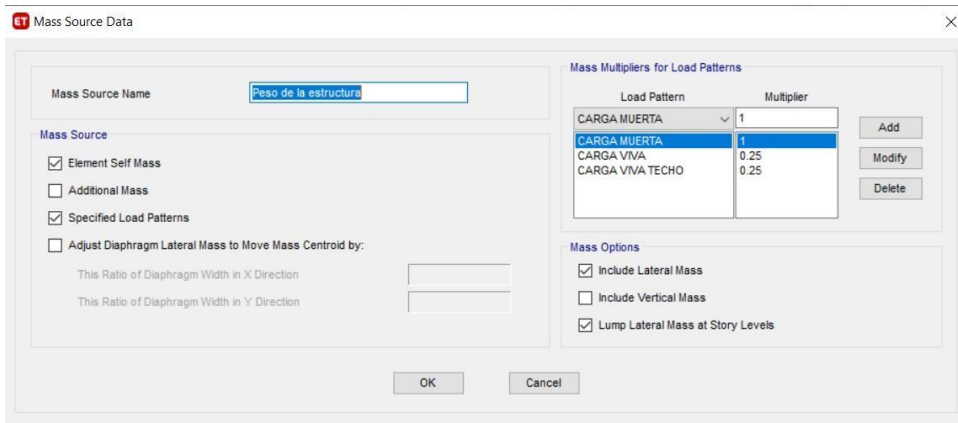 ET Mass Source Data
Mass Source Name Peso de la estructura
Mass Source
Element Self Mass
Additional Mass
Specified Load Patterns
Adjust Diaphragm Lateral Mass to Move Mass Centroid by:
This Ratio of Diaphragm Width in X Direction
This Ratio of Diaphragm Width in Y Direction
Mass Multipliers for Load Patterns
Load Pattern Multiplier
CARGA MUERTA 1 Add
CARGA MUERTA 1
CARGA VIVA 0.25 Modify
CARGA VIVA TECHO 0.25
Delete
Mass Options
Include Lateral Mass
Include Vertical Mass
Lump Lateral Mass at Story Levels
OK Cancel